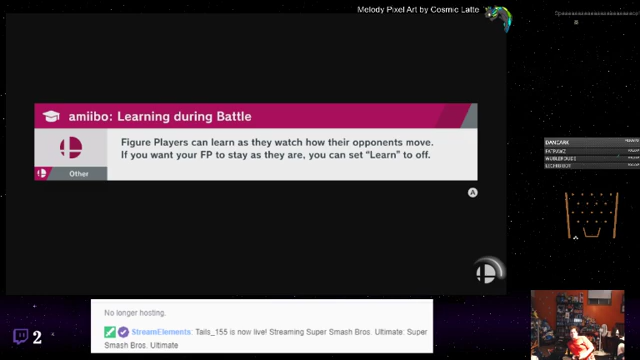 Melody Pixel Art by Cosmic Latte
amiibo: Learning during Battle
Figure Players can learn as they watch how their opponents move.
If you want your FP to stay as they are, you can set "Learn" to off.
Other
A
DANZARK
2
No longer hosting.
StreamElements: Tails_155 is now live! Streaming Super Smash Bros. Ultimate: Super
Smash Bros. Ultimate